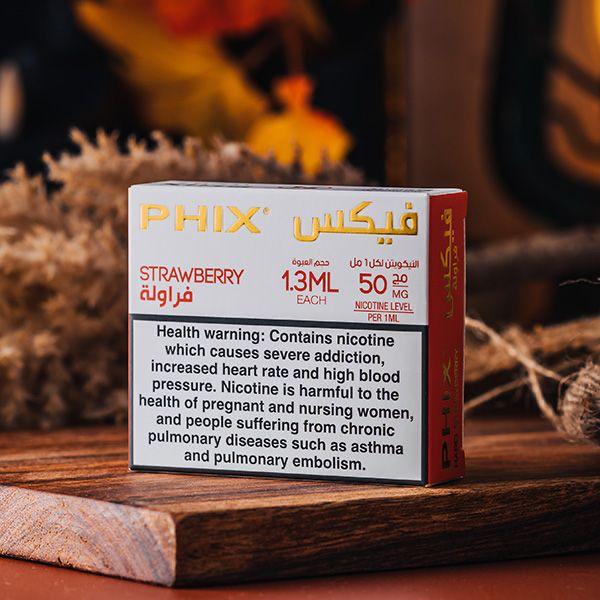 PHIX® فيكس
STRAWBERRY
فراولة
حجم العبوة
1.3ML
EACH
النيكوتين لكل 1 مل
50 مج
MG
NICOTINE LEVEL
PER 1ML
Health warning: Contains nicotine
which causes severe addiction,
increased heart rate and high blood
pressure. Nicotine is harmful to the
health of pregnant and nursing women,
and people suffering from chronic
pulmonary diseases such as asthma
and pulmonary embolism.
فيكس فراولة
PHIX